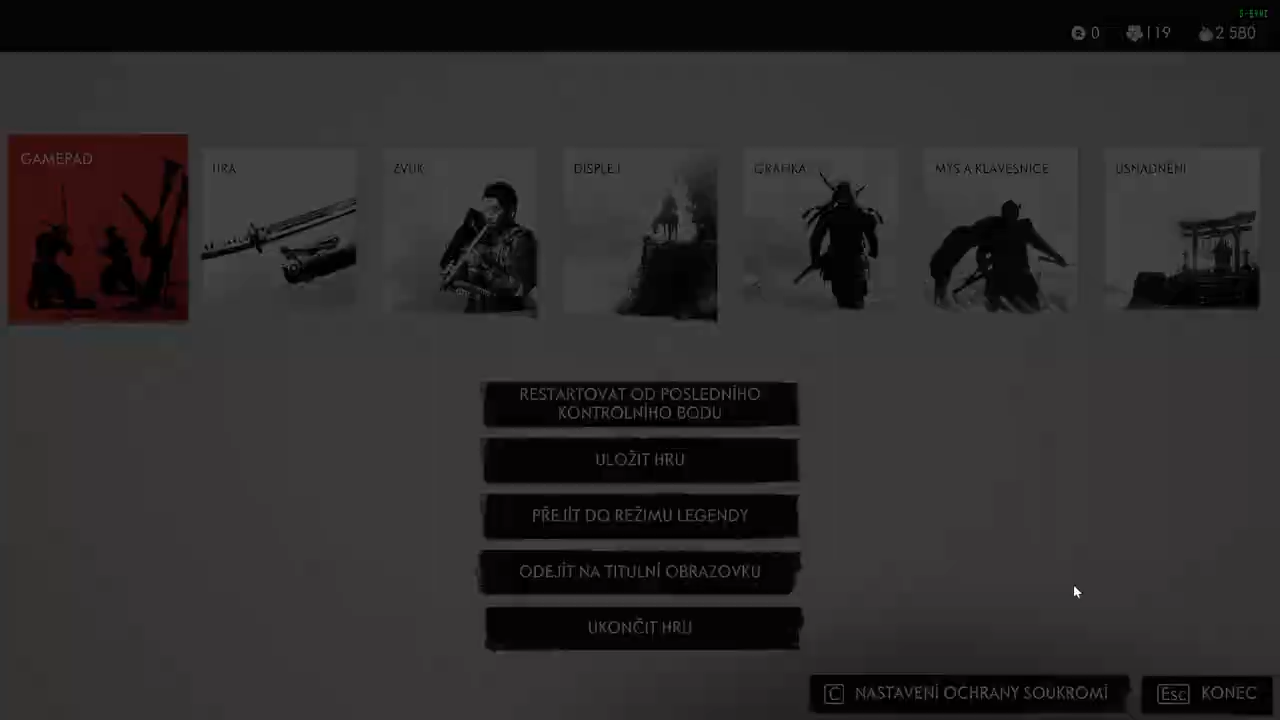 0 119 2 580
GAMEPAD
HRA
ZVUK
DISPLEJ
GRAFIKA
MYŠ A KLÁVESNICE
USNADNĚNÍ
RESTARTOVAT OD POSLEDNÍHO
KONTROLNÍHO BODU
ULOŽIT HRU
PŘEJÍT DO REŽIMU LEGENDY
ODEJÍT NA TITULNÍ OBRAZOVKU
UKONČIT HRU
C NASTAVENÍ OCHRANY SOUKROMÍ
Esc KONEC